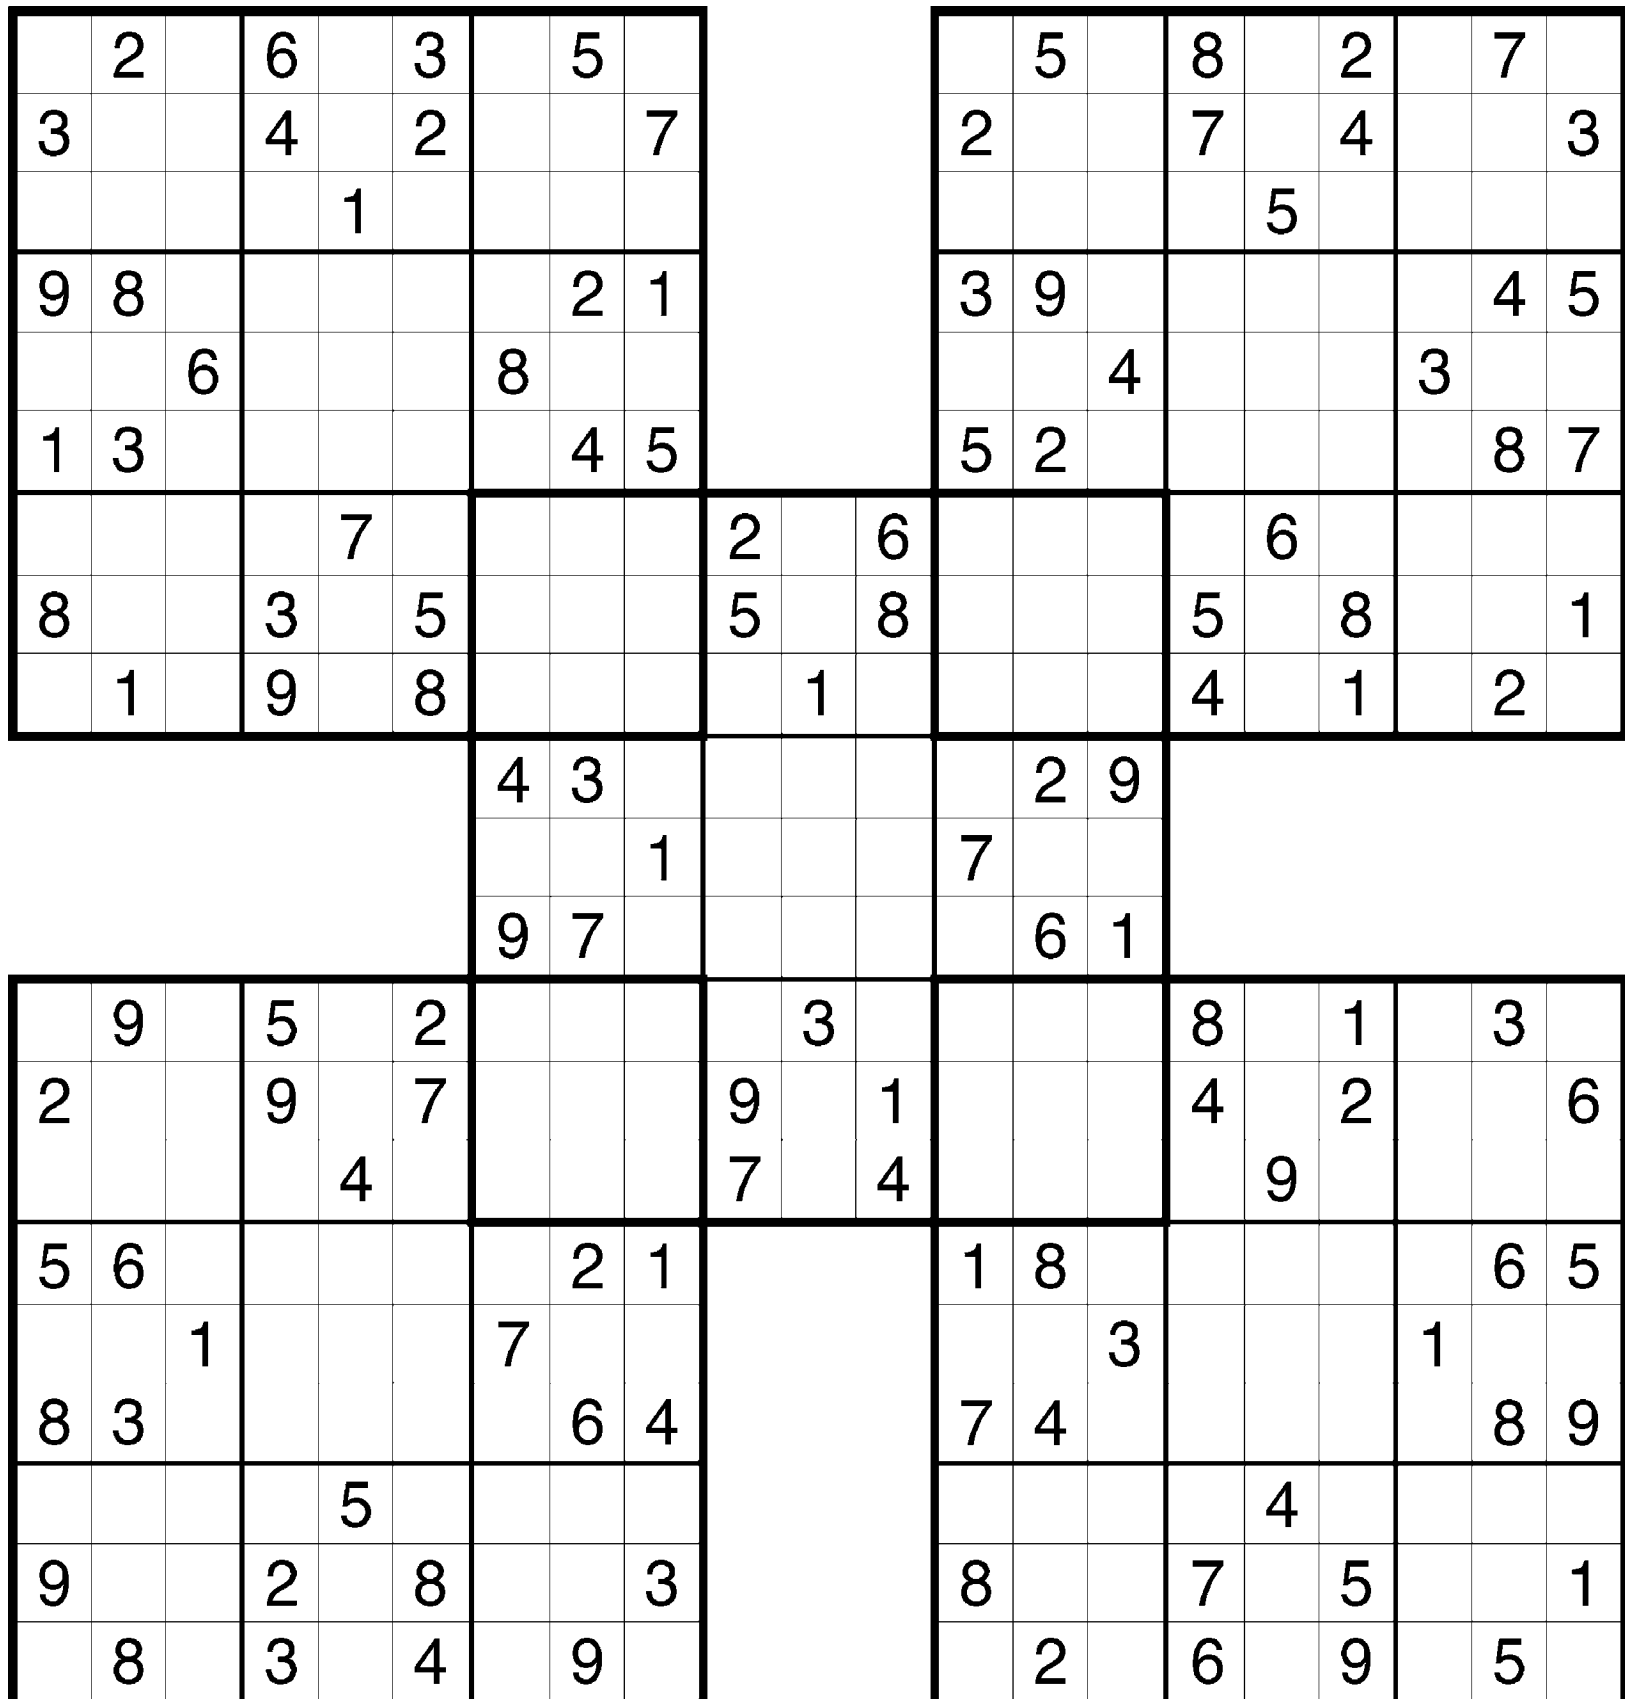 2 6 3 5 5 8 2 7
3 4 2 7 2 7 4 3
1 5
9 8 2 1 3 9 4 5
6 8 4 3
1 3 4 5 5 2 8 7
7 2 6 6
8 3 5 5 8 5 8 1
1 9 8 1 4 1 2
4 3 2 9
1 7
9 7 6 1
9 5 2 3 8 1 3
2 9 7 9 1 4 2 6
4 7 4 9
5 6 2 1 1 8 6 5
1 7 3 1
8 3 6 4 7 4 8 9
5 4
9 2 8 3 8 7 5 1
8 3 4 9 2 6 9 5